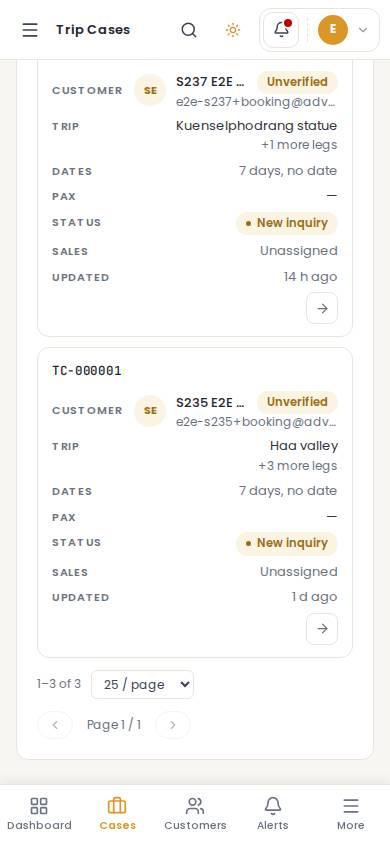 Trip Cases
E
CUSTOMER SE S237 E2E ... Unverified
e2e-s237+booking@adv...
TRIP Kuenselphodrang statue
+1 more legs
DATES 7 days, no date
PAX —
STATUS New inquiry
SALES Unassigned
UPDATED 14 h ago
TC-000001
CUSTOMER SE S235 E2E ... Unverified
e2e-s235+booking@adv...
TRIP Haa valley
+3 more legs
DATES 7 days, no date
PAX —
STATUS New inquiry
SALES Unassigned
UPDATED 1 d ago
1–3 of 3 25 / page
Page 1 / 1
Dashboard Cases Customers Alerts More